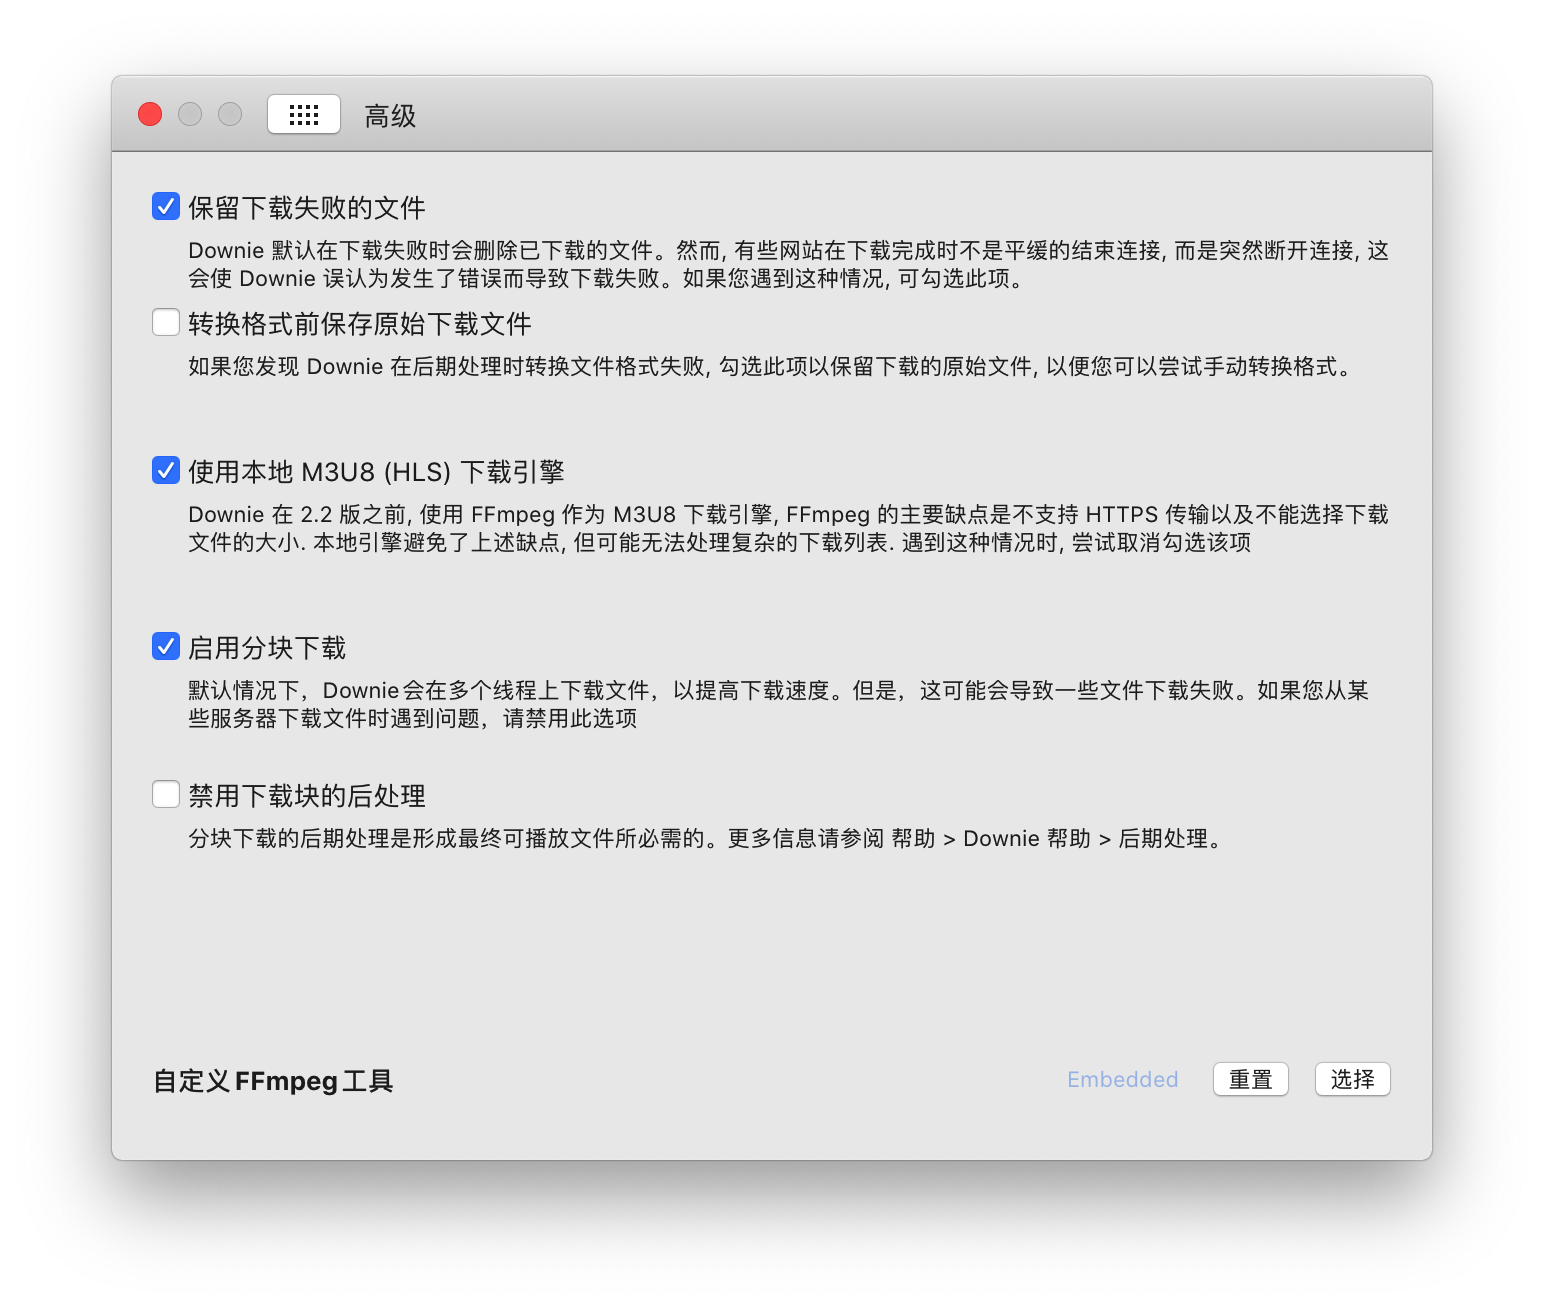 高级
保留下载失败的文件
Downie 默认在下载失败时会删除已下载的文件。然而, 有些网站在下载完成时不是平缓的结束连接, 而是突然断开连接, 这
会使 Downie 误认为发生了错误而导致下载失败。如果您遇到这种情况, 可勾选此项。
转换格式前保存原始下载文件
如果您发现 Downie 在后期处理时转换文件格式失败, 勾选此项以保留下载的原始文件, 以便您可以尝试手动转换格式。
使用本地 M3U8 (HLS) 下载引擎
Downie 在 2.2 版之前, 使用 FFmpeg 作为 M3U8 下载引擎, FFmpeg 的主要缺点是不支持 HTTPS 传输以及不能选择下载
文件的大小. 本地引擎避免了上述缺点, 但可能无法处理复杂的下载列表. 遇到这种情况时, 尝试取消勾选该项
启用分块下载
默认情况下，Downie会在多个线程上下载文件，以提高下载速度。但是，这可能会导致一些文件下载失败。如果您从某
些服务器下载文件时遇到问题，请禁用此选项
禁用下载块的后处理
分块下载的后期处理是形成最终可播放文件所必需的。更多信息请参阅 帮助 > Downie 帮助 > 后期处理。
自定义FFmpeg工具 Embedded 重置 选择